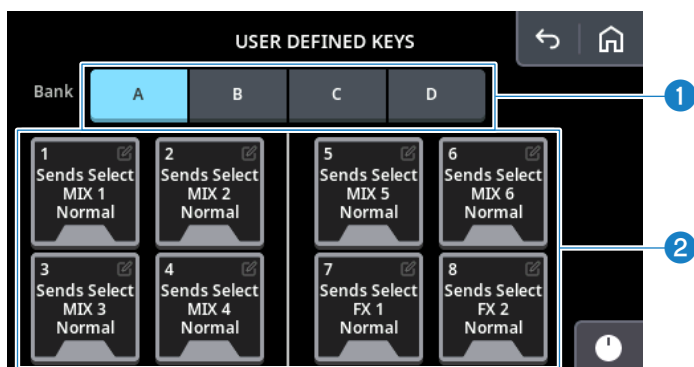 USER DEFINED KEYS
Bank
A
B
C
D
1
1
Sends Select
MIX 1
Normal
2
Sends Select
MIX 2
Normal
5
Sends Select
MIX 5
Normal
6
Sends Select
MIX 6
Normal
2
3
Sends Select
MIX 3
Normal
4
Sends Select
MIX 4
Normal
7
Sends Select
FX 1
Normal
8
Sends Select
FX 2
Normal